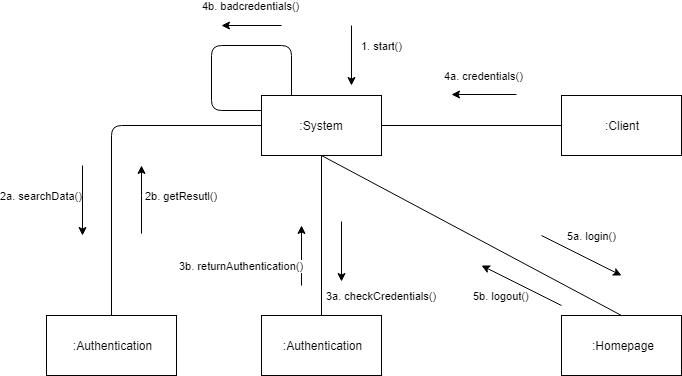 4b. badcredentials()
1. start()
4a. credentials()
:System
:Client
2a. searchData()
2b. getResutl()
5a. login()
3b. returnAuthentication()
3a. checkCredentials()
5b. logout()
:Authentication
:Authentication
:Homepage